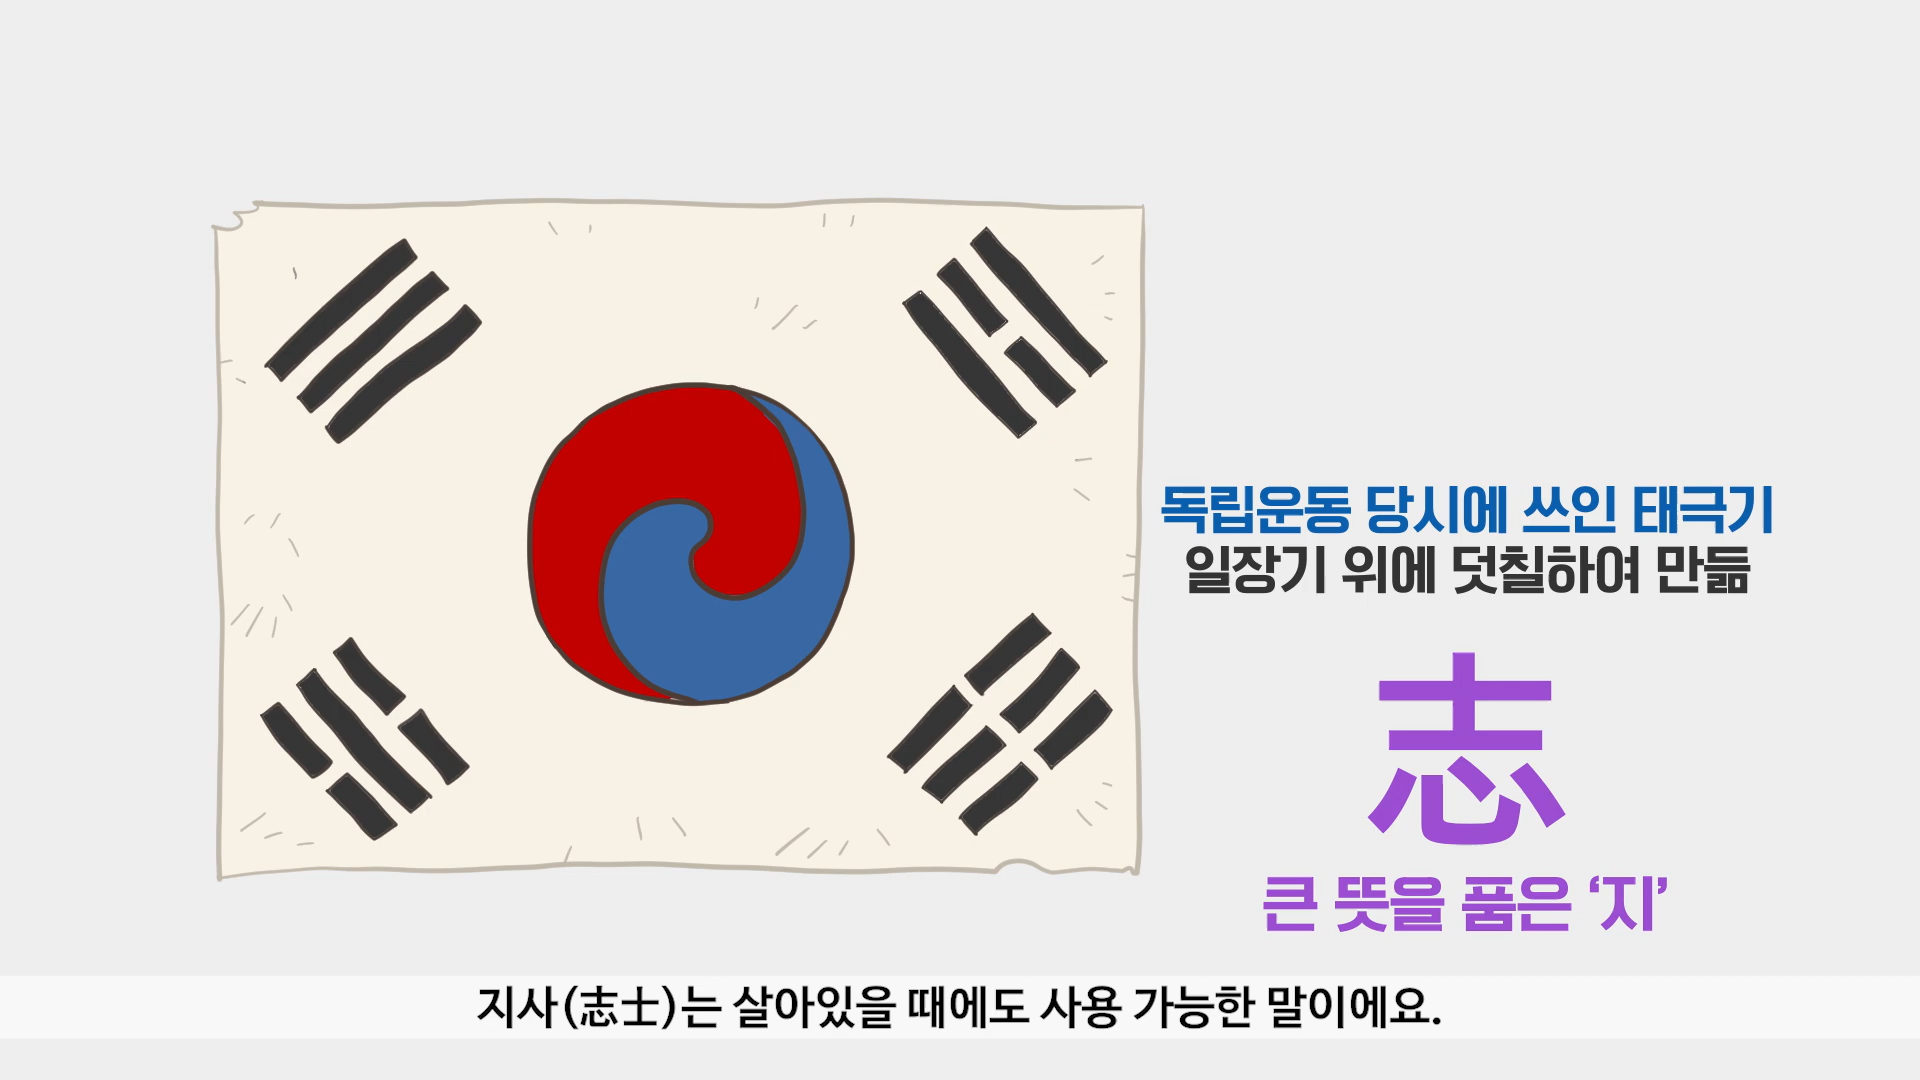 독립운동 당시에 쓰인 태극기
일장기 위에 덧칠하여 만듦
志
큰 뜻을 품은 ‘지’
지사(志士)는 살아있을 때에도 사용 가능한 말이에요.